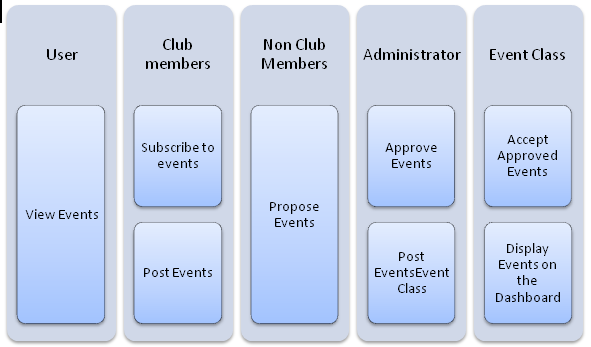 User
View Events
Club
members
Subscribe to
events
Post Events
Non Club
Members
Propose
Events
Administrator
Approve
Events
Post
EventsEvent
Class
Event Class
Accept
Approved
Events
Display
Events on
the
Dashboard